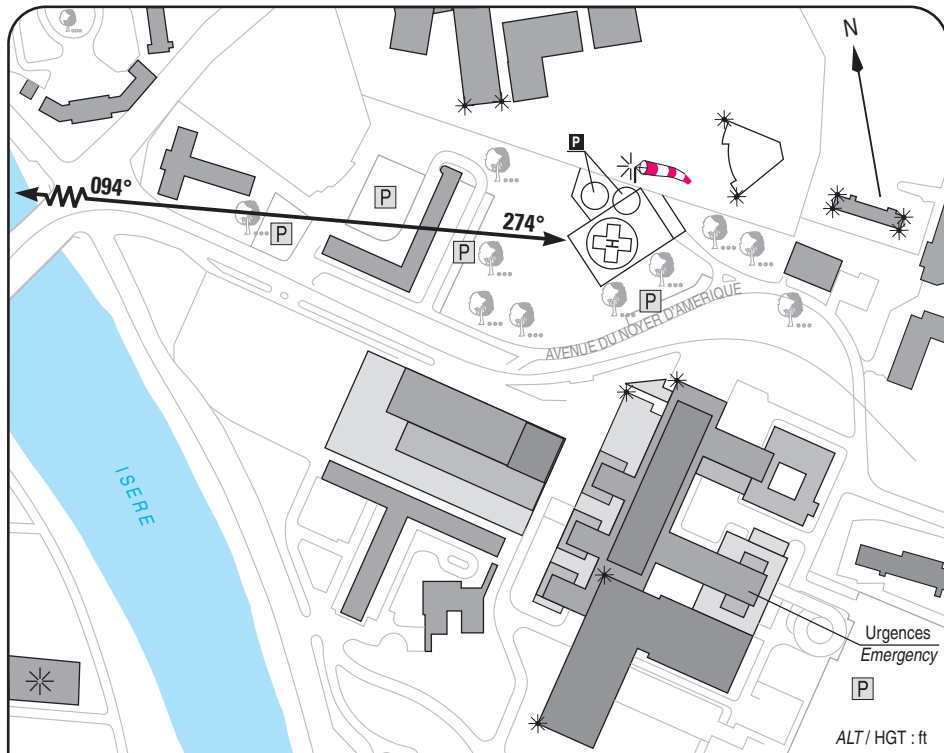 N
P
094°
P
274°
P
P
H
P
AVENUE DU NOYER D'AMERIQUE
ISERE
Urgences
Emergency
P
ALT / HGT : ft